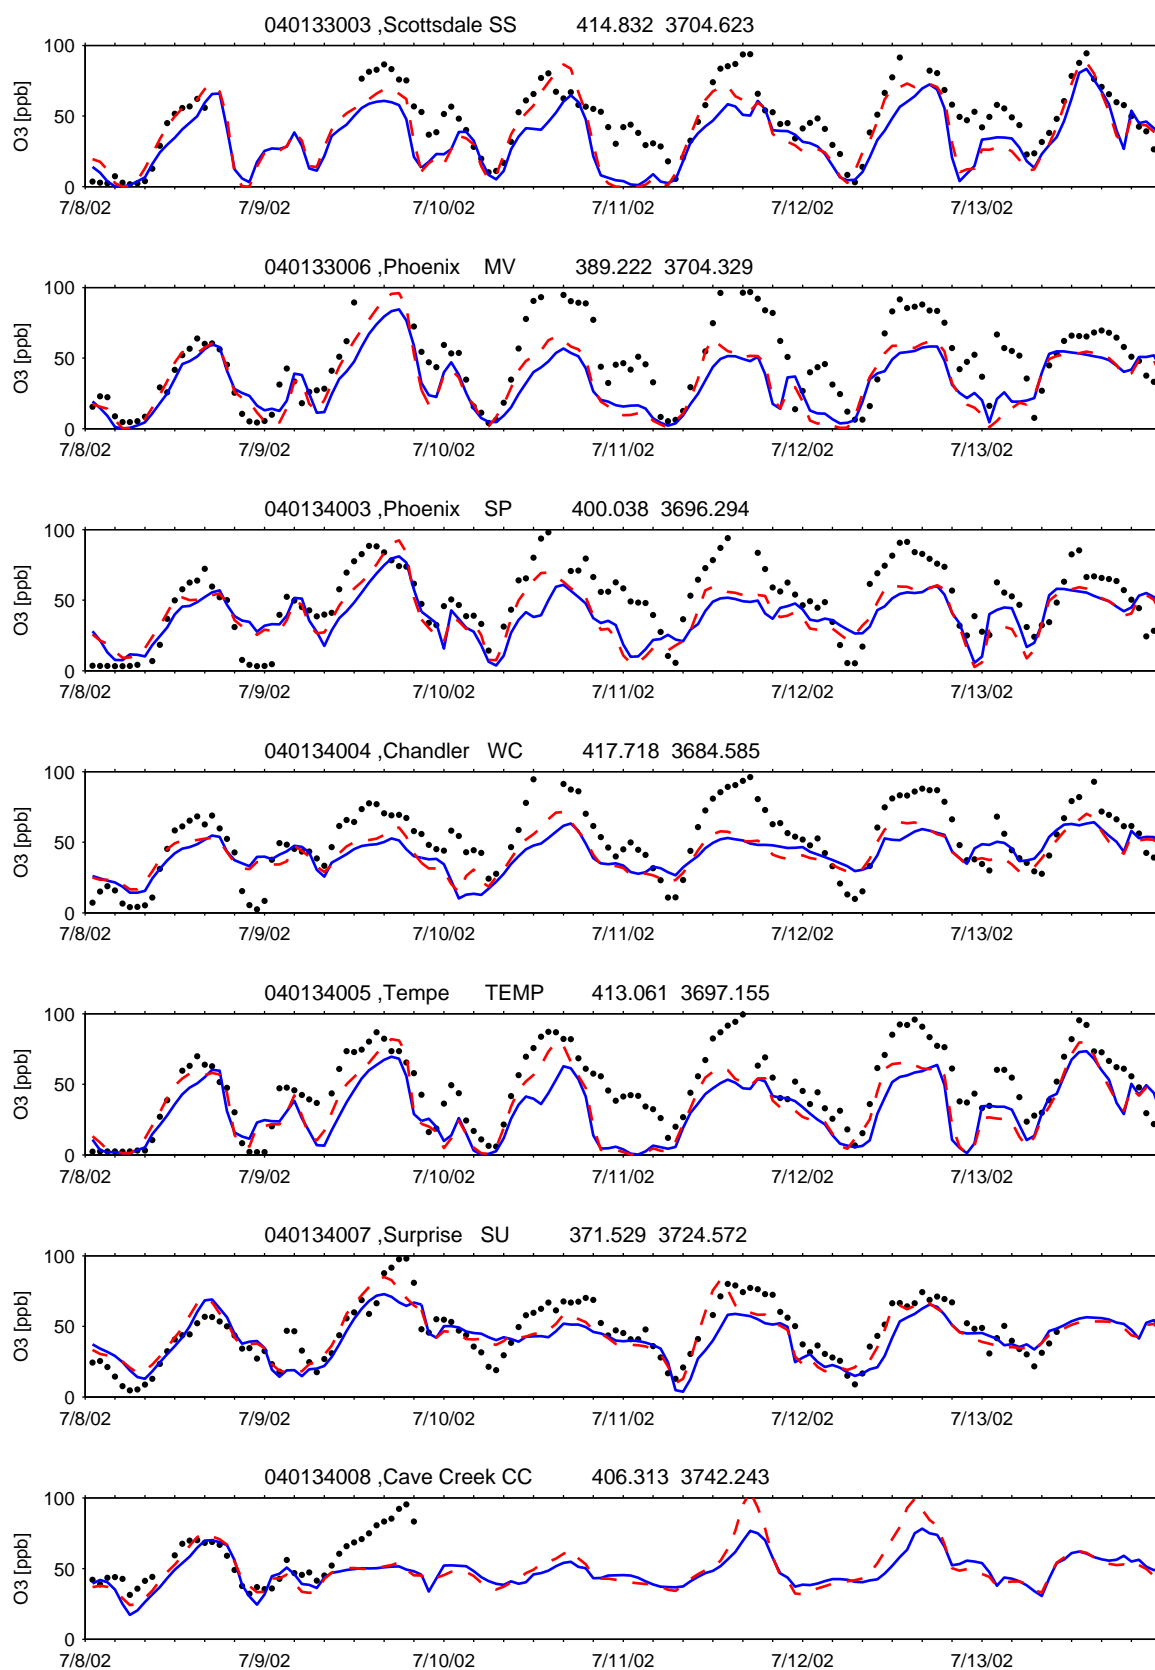 040133003 ,Scottsdale SS 414.832 3704.623
100
O3 [ppb]
50
0
7/8/02 7/9/02 7/10/02 7/11/02 7/12/02 7/13/02
040133006 ,Phoenix MV 389.222 3704.329
100
O3 [ppb]
50
0
7/8/02 7/9/02 7/10/02 7/11/02 7/12/02 7/13/02
040134003 ,Phoenix SP 400.038 3696.294
100
O3 [ppb]
50
0
7/8/02 7/9/02 7/10/02 7/11/02 7/12/02 7/13/02
040134004 ,Chandler WC 417.718 3684.585
100
O3 [ppb]
50
0
7/8/02 7/9/02 7/10/02 7/11/02 7/12/02 7/13/02
040134005 ,Tempe TEMP 413.061 3697.155
100
O3 [ppb]
50
0
7/8/02 7/9/02 7/10/02 7/11/02 7/12/02 7/13/02
040134007 ,Surprise SU 371.529 3724.572
100
O3 [ppb]
50
0
7/8/02 7/9/02 7/10/02 7/11/02 7/12/02 7/13/02
040134008 ,Cave Creek CC 406.313 3742.243
100
O3 [ppb]
50
0
7/8/02 7/9/02 7/10/02 7/11/02 7/12/02 7/13/02